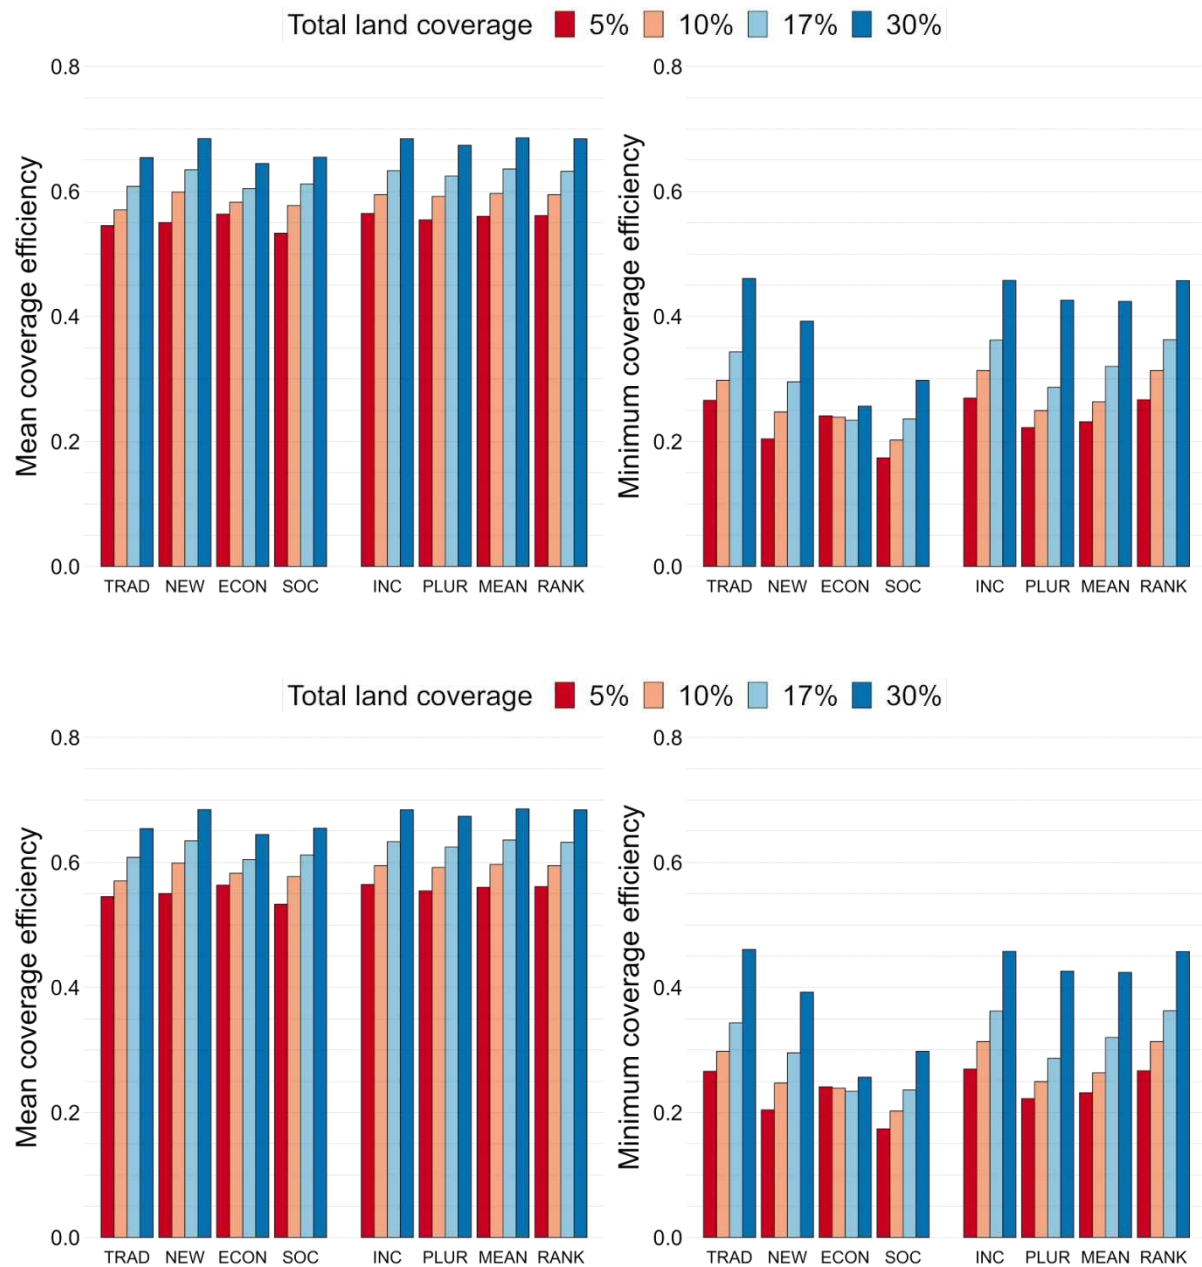 Total land coverage 5% 10% 17% 30%
Mean coverage efficiency
0.8
0.6
0.4
0.2
0.0
TRAD NEW ECON SOC INC PLUR MEAN RANK
Minimum coverage efficiency
0.8
0.6
0.4
0.2
0.0
TRAD NEW ECON SOC INC PLUR MEAN RANK
Total land coverage 5% 10% 17% 30%
Mean coverage efficiency
0.8
0.6
0.4
0.2
0.0
TRAD NEW ECON SOC INC PLUR MEAN RANK
Minimum coverage efficiency
0.8
0.6
0.4
0.2
0.0
TRAD NEW ECON SOC INC PLUR MEAN RANK